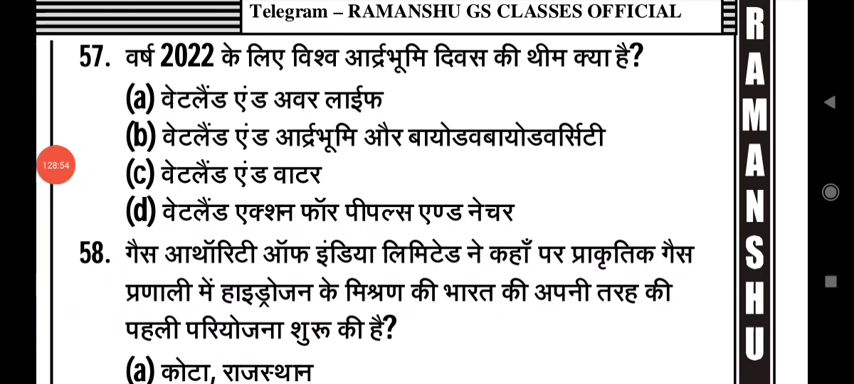 Telegram – RAMANSHU GS CLASSES OFFICIAL
57. वर्ष 2022 के लिए विश्व आर्द्रभूमि दिवस की थीम क्या है?
(a) वेटलैंड एंड अवर लाईफ
(b) वेटलैंड एंड आर्द्रभूमि और बायोडवबायोडवर्सिटी
(c) वेटलैंड एंड वाटर
(d) वेटलैंड एक्शन फॉर पीपल्स एण्ड नेचर
58. गैस आथॉरिटी ऑफ इंडिया लिमिटेड ने कहाँ पर प्राकृतिक गैस
प्रणाली में हाइड्रोजन के मिश्रण की भारत की अपनी तरह की
पहली परियोजना शुरू की है?
(a) कोटा, राजस्थान
128:54
RAMANSHU